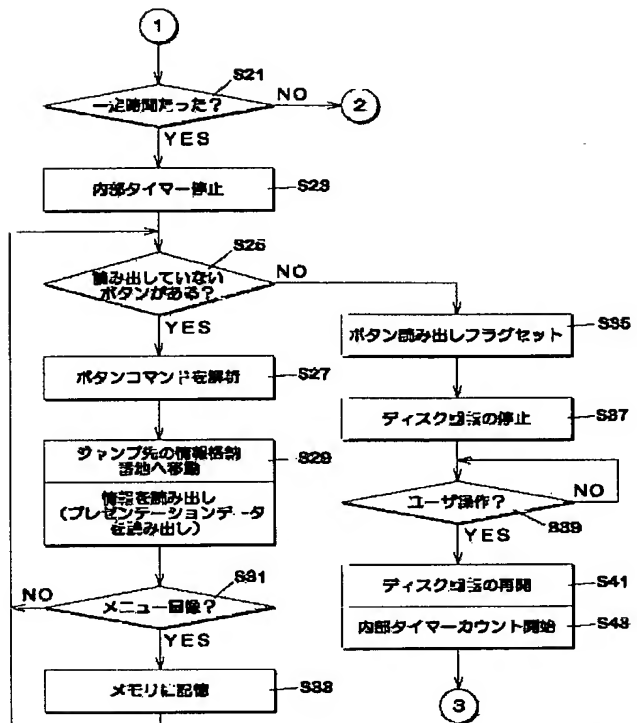 1
S21
一定時間たった?
NO
2
YES
内部タイマー停止
S23
S25
読み出していない
ボタンがある?
NO
YES
ボタンコマンドを解析
S27
ジャンプ先の情報格納
番地へ移動
S29
情報を読み出し
(プレゼンテーションデータ
を読み出し)
S31
NO
メニュー画像?
YES
メモリに記憶
S33
ボタン読み出しフラグセット
S35
ディスク回転の停止
S37
NO
ユーザ操作?
S39
YES
ディスク回転の再開
S41
内部タイマーカウント開始
S43
3